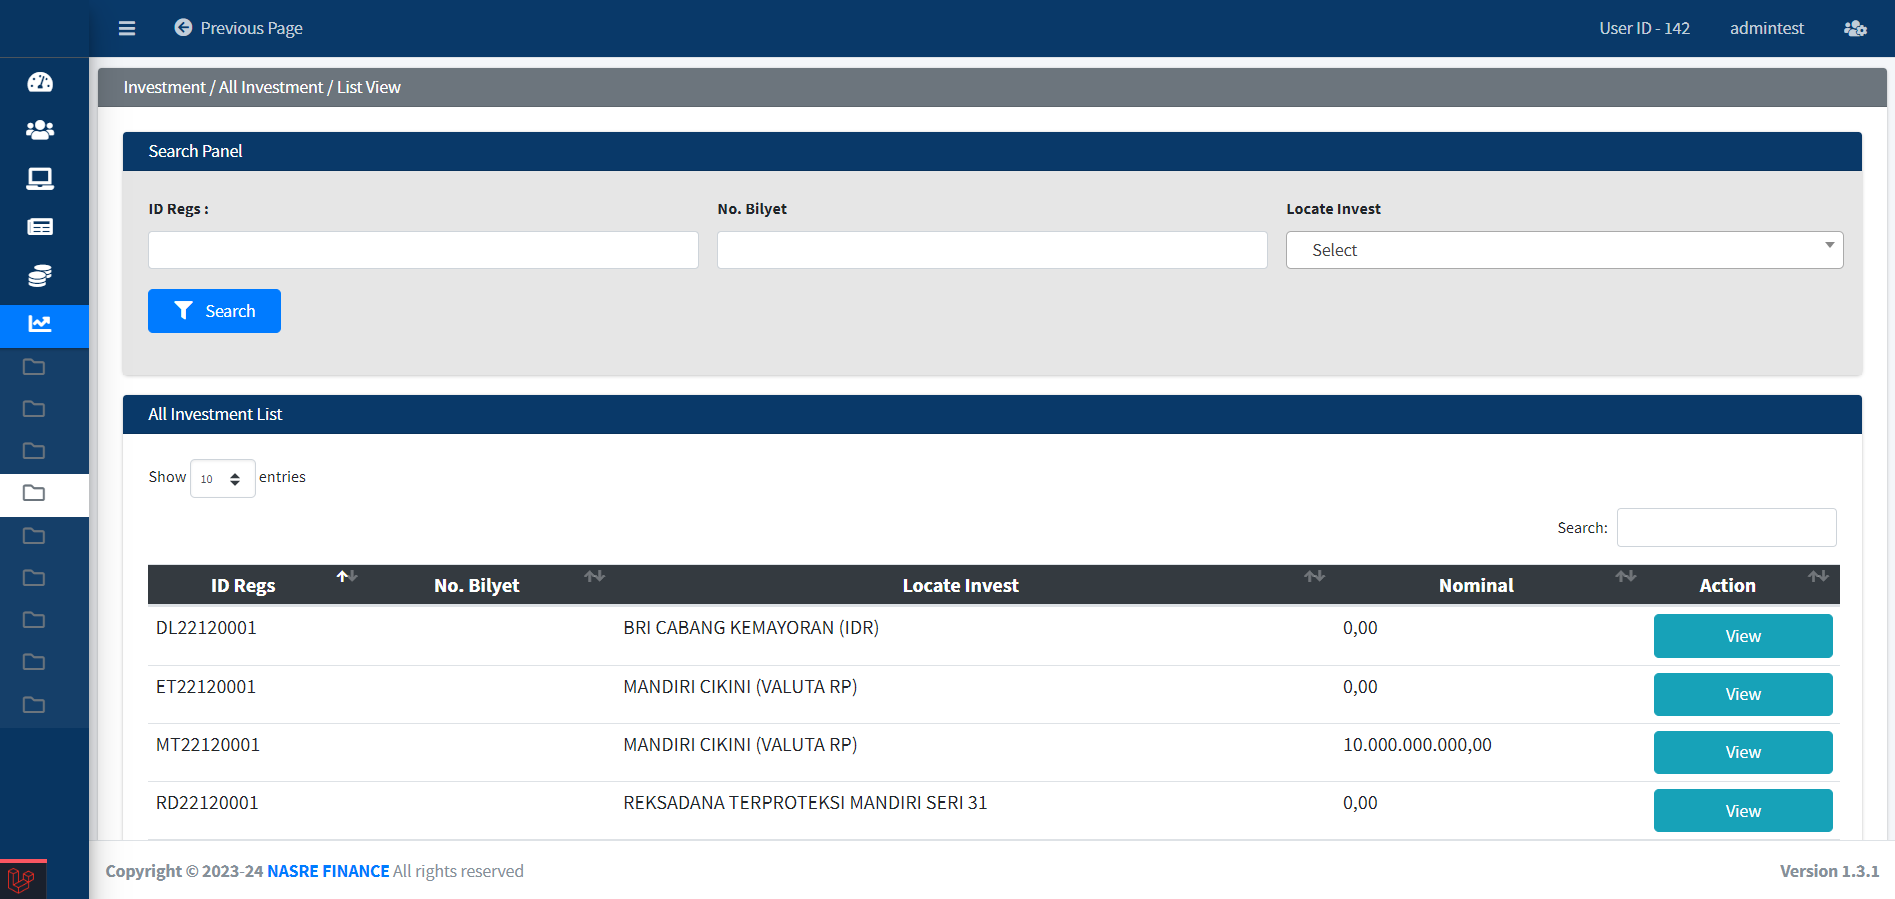 Previous Page
User ID - 142
admintest
Investment / All Investment / List View
Search Panel
ID Regs :
No. Bilyet
Locate Invest
Select
Search
All Investment List
Show 10 entries
Search:
ID Regs No. Bilyet Locate Invest Nominal Action
DL22120001 BRI CABANG KEMAYORAN (IDR) 0,00 View
ET22120001 MANDIRI CIKINI (VALUTA RP) 0,00 View
MT22120001 MANDIRI CIKINI (VALUTA RP) 10.000.000.000,00 View
RD22120001 REKSADANA TERPROTEKSI MANDIRI SERI 31 0,00 View
Copyright © 2023-24 NASRE FINANCE All rights reserved
Version 1.3.1